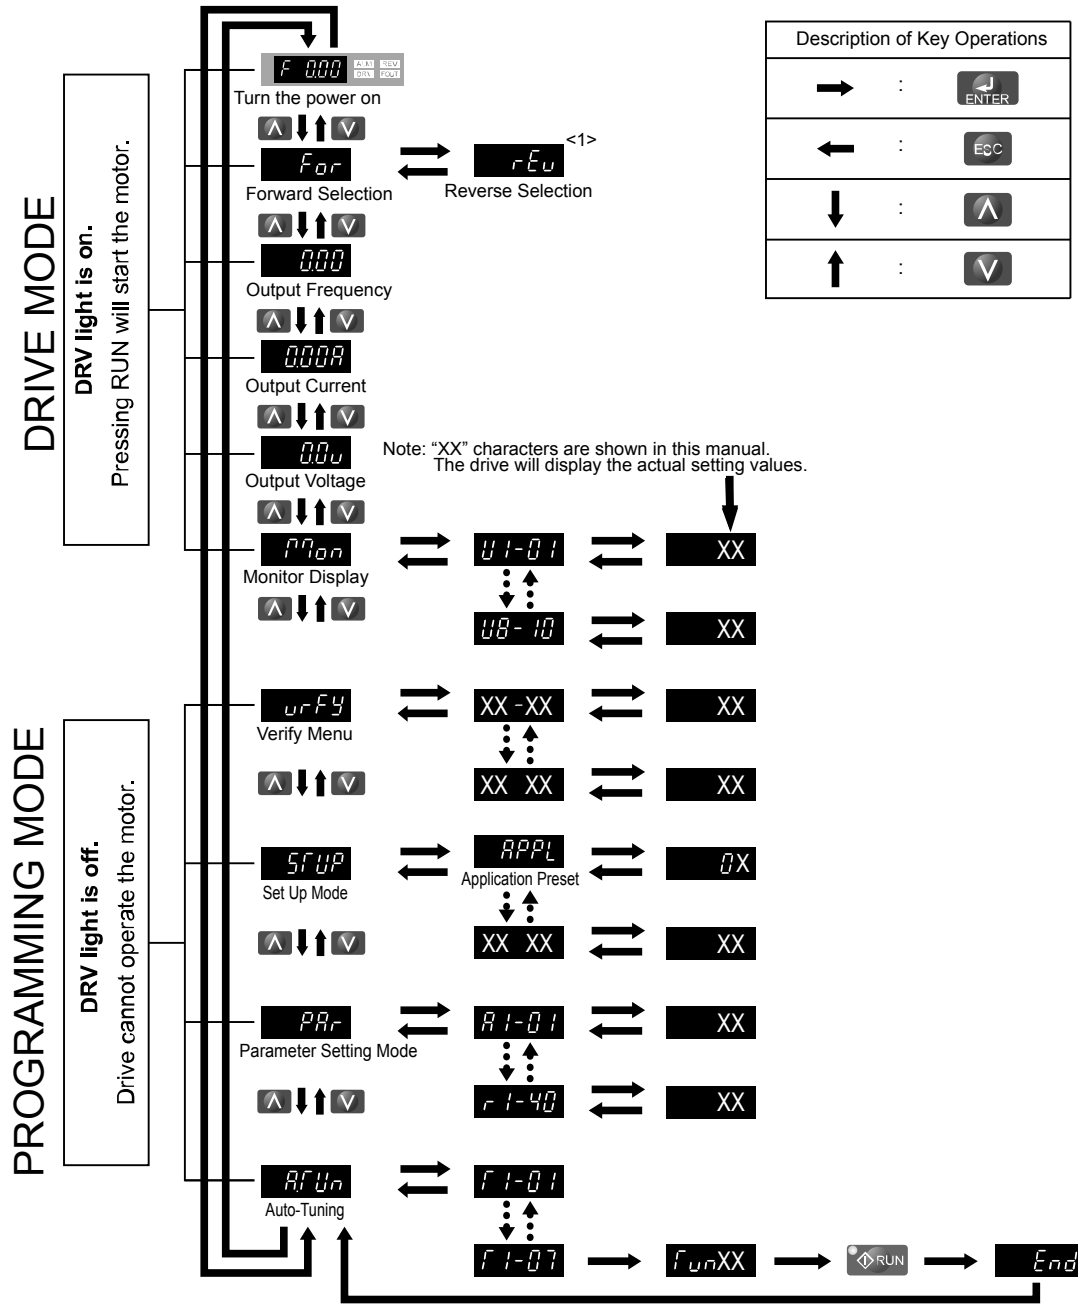 DRIVE MODE
DRV light is on.
Pressing RUN will start the motor.
F 0.00
ALM REV
DRV FOUT
Turn the power on
For
rEv
<1>
Forward Selection
Reverse Selection
0.00
Output Frequency
0.00A
Output Current
0.0v
Output Voltage
Mon
Monitor Display
Note: “XX” characters are shown in this manual.
The drive will display the actual setting values.
U1-01
XX
U8-10
XX
Description of Key Operations
: ENTER
: ESC
:
:
PROGRAMMING MODE
DRV light is off.
Drive cannot operate the motor.
vrFY
XX -XX
XX
Verify Menu
XX XX
XX
STUP
APPL
0X
Set Up Mode
Application Preset
XX XX
XX
PAr
A1-01
XX
Parameter Setting Mode
r1-40
XX
A.TUn
T1-01
Auto-Tuning
T1-07
TunXX
RUN
End